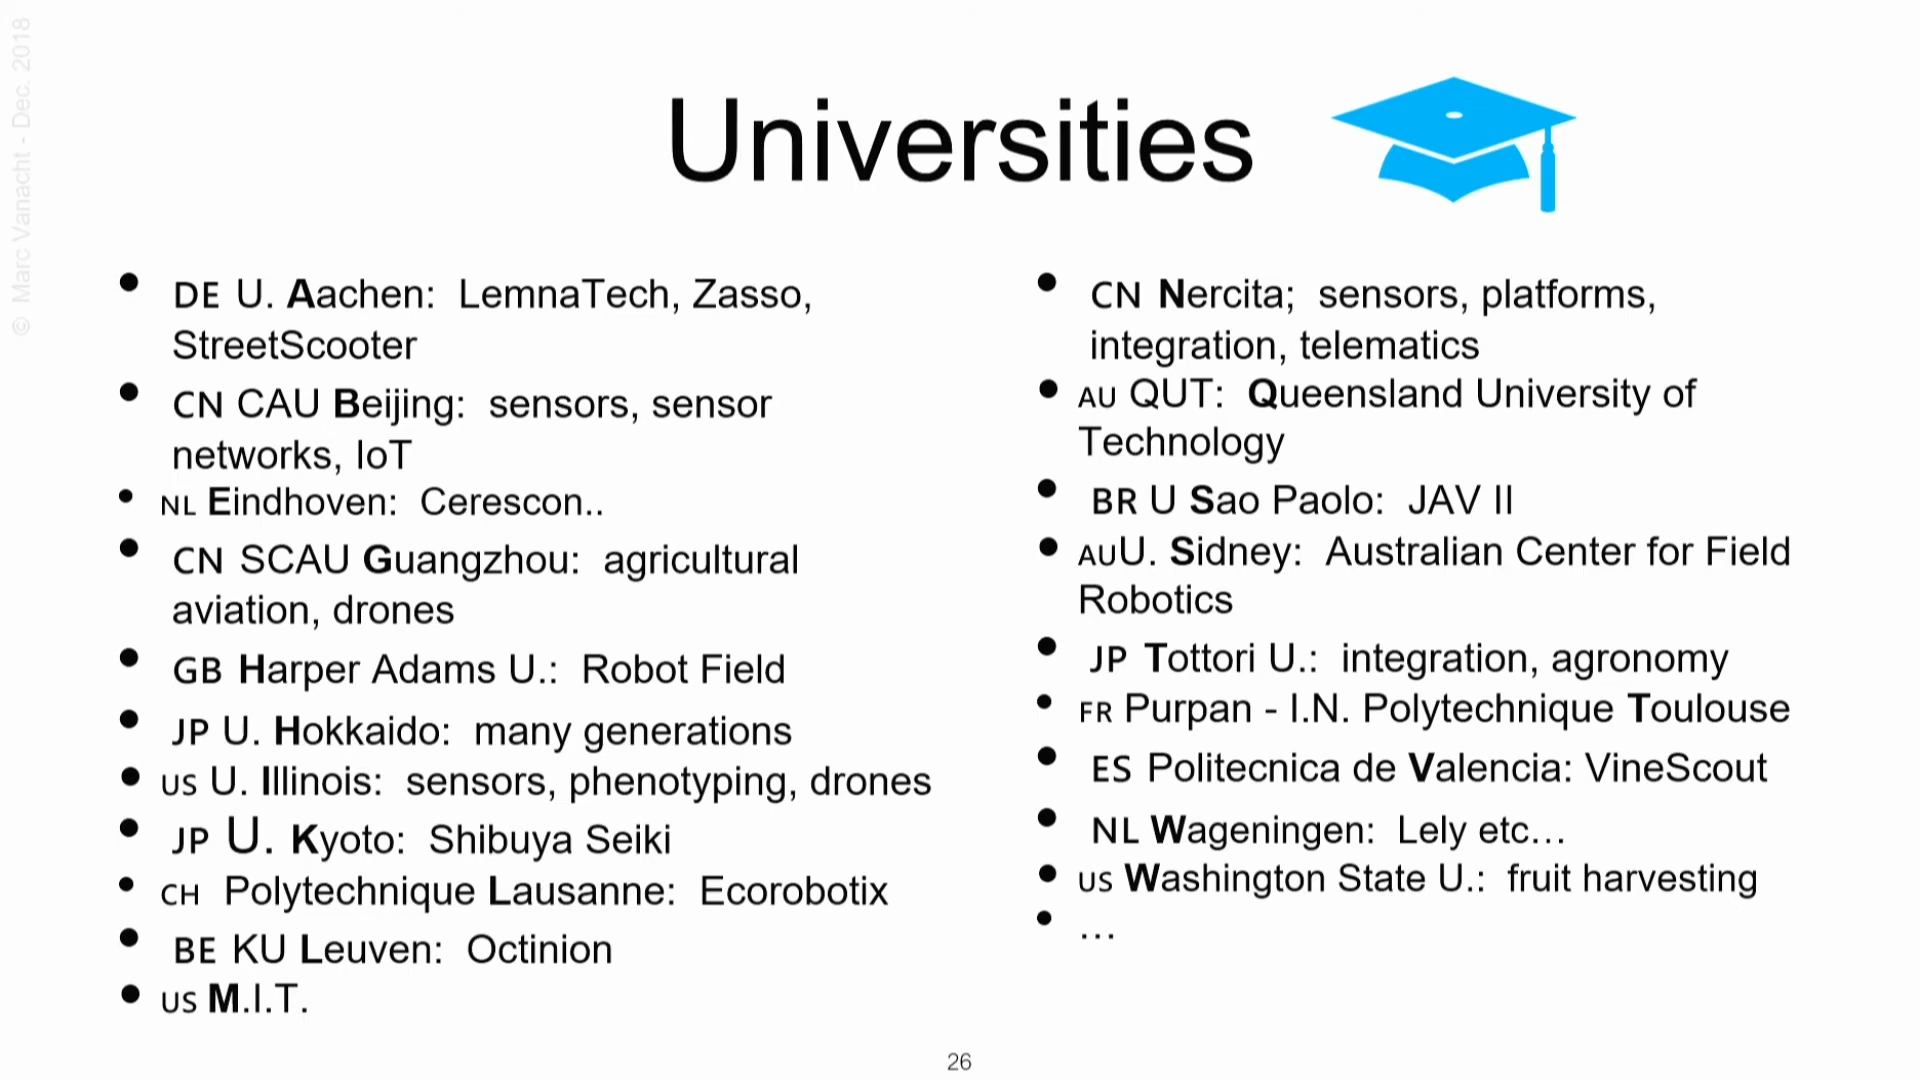 © Marc Vanacht - Dec. 2018
Universities
• DE U. Aachen: LemnaTech, Zasso,
StreetScooter
• CN CAU Beijing: sensors, sensor
networks, IoT
• NL Eindhoven: Cerescon..
• CN SCAU Guangzhou: agricultural
aviation, drones
• GB Harper Adams U.: Robot Field
• JP U. Hokkaido: many generations
• US U. Illinois: sensors, phenotyping, drones
• JP U. Kyoto: Shibuya Seiki
• CH Polytechnique Lausanne: Ecorobotix
• BE KU Leuven: Octinion
• US M.I.T.
• CN Nercita; sensors, platforms,
integration, telematics
• AU QUT: Queensland University of
Technology
• BR U Sao Paolo: JAV II
• AUU. Sidney: Australian Center for Field
Robotics
• JP Tottori U.: integration, agronomy
• FR Purpan - I.N. Polytechnique Toulouse
• ES Politecnica de Valencia: VineScout
• NL Wageningen: Lely etc…
• US Washington State U.: fruit harvesting
• …
26